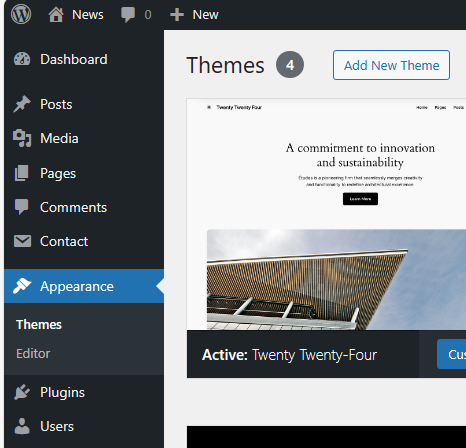 News 0 New
Dashboard
Posts
Media
Pages
Comments
Contact
Appearance
Themes
Editor
Plugins
Users
Themes 4 Add New Theme
Twenty Twenty Four Home Pages Posts
A commitment to innovation
and sustainability
Études is a pioneering firm that seamlessly merges creativity
and functionality to redefine architectural excellence.
Learn More
Active: Twenty Twenty-Four